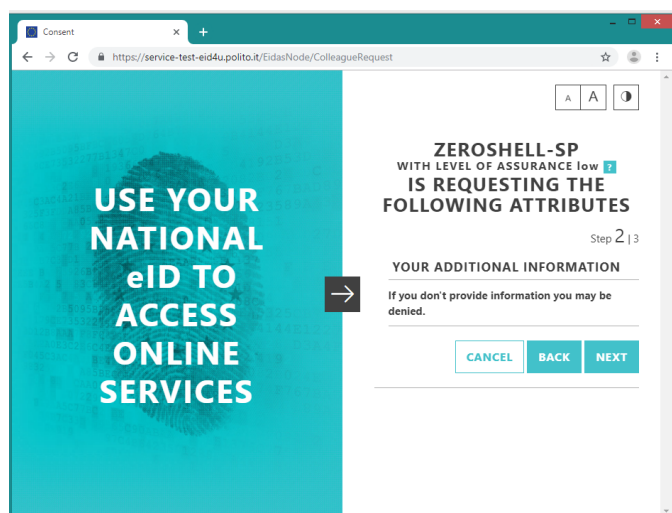 Consent
https://service-test-eid4u.polito.it/EidasNode/ColleagueRequest
USE YOUR
NATIONAL
eID TO
ACCESS
ONLINE
SERVICES
A A
ZEROSHELL-SP
WITH LEVEL OF ASSURANCE low ?
IS REQUESTING THE
FOLLOWING ATTRIBUTES
Step 2 | 3
YOUR ADDITIONAL INFORMATION
If you don't provide information you may be
denied.
CANCEL BACK NEXT